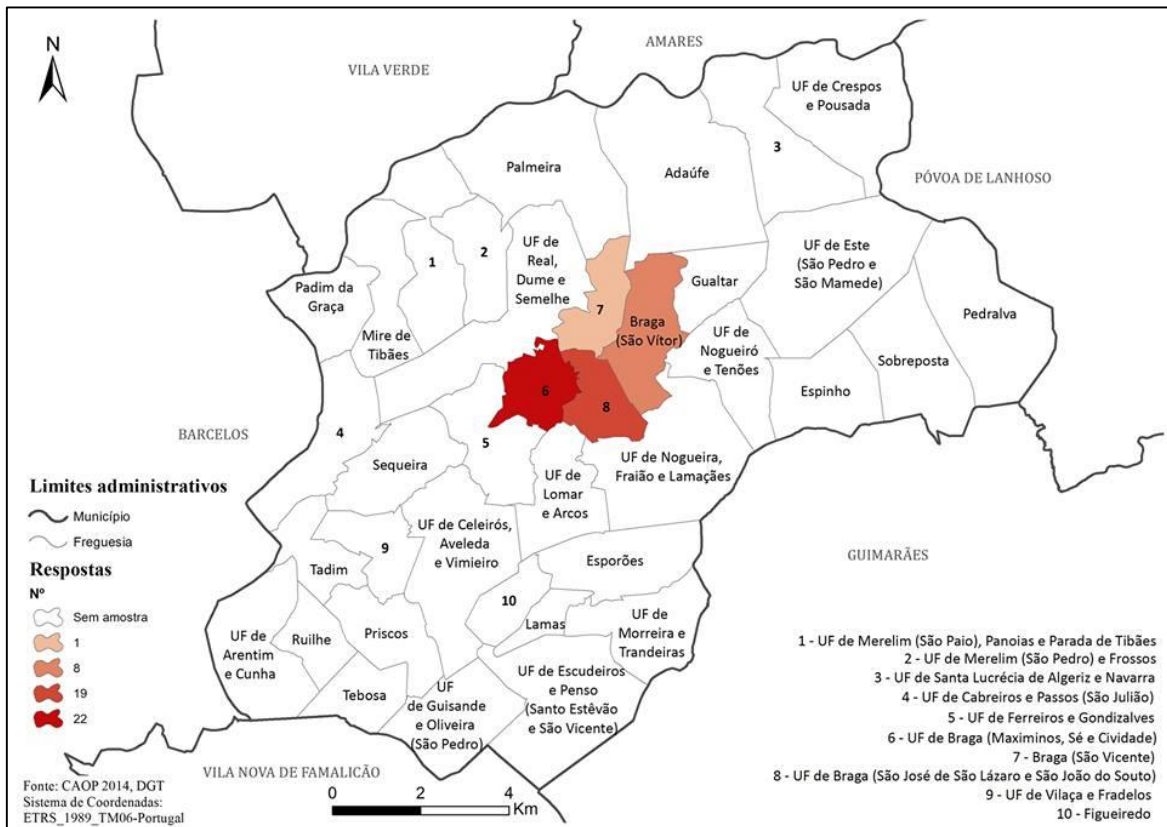 N
AMARES
VILA VERDE
UF de Crespos
e Pousada
3
Palmeira
Adaúfe
PÓVOA DE LANHOSO
1
2
UF de
Real,
Dume e
Semelhe
UF de Este
(São Pedro e
São Mamede)
Padim da
Graça
Gualtar
7
Mire de
Tibães
Braga
(São Vítor)
UF de
Nogueiró
e Tenões
Pedralva
Sobreposta
Espinho
6
8
4
BARCELOS
5
Sequeira
UF de Nogueira,
Fraião e Lamaçães
UF de
Lomar
e Arcos
Limites administrativos
Município
Freguesia
UF de Celeirós,
Aveleda
e Vimieiro
9
GUIMARÃES
Esporões
Tadim
Respostas
Nº
Sem amostra
1
8
19
22
10
Lamas
UF de
Morreira e
Trandeiras
UF de
Arentim
e Cunha
Ruilhe
Priscos
Tebosa
UF
de Guisande
e Oliveira
(São Pedro)
UF de Escudeiros
e Penso
(Santo Estêvão
e São Vicente)
1 - UF de Merelim (São Paio), Panoias e Parada de Tibães
2 - UF de Merelim (São Pedro) e Frossos
3 - UF de Santa Lucrécia de Algeriz e Navarra
4 - UF de Cabreiros e Passos (São Julião)
5 - UF de Ferreiros e Gondizalves
6 - UF de Braga (Maximinos, Sé e Cividade)
7 - Braga (São Vicente)
8 - UF de Braga (São José de São Lázaro e São João do Souto)
9 - UF de Vilaça e Fradelos
10 - Figueiredo
VILA NOVA DE FAMALICÃO
Fonte: CAOP 2014, DGT
Sistema de Coordenadas:
ETRS_1989_TM06-Portugal
0 2 4
Km